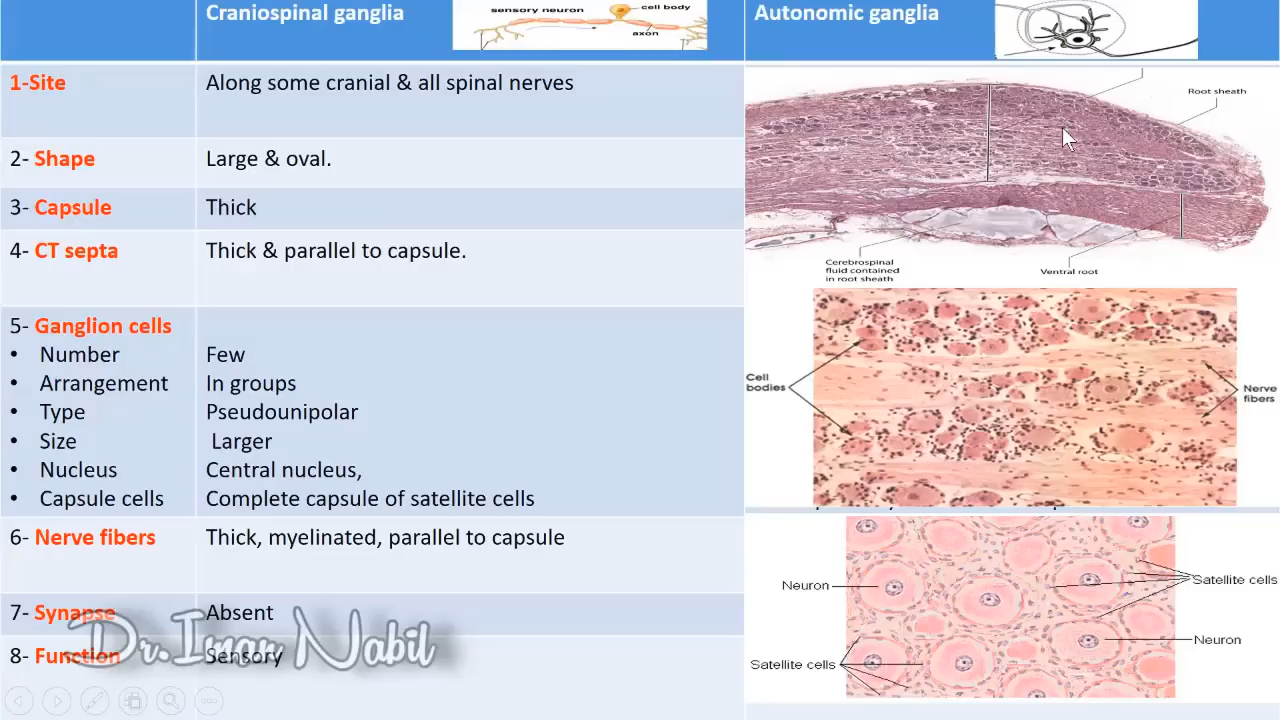 Craniospinal ganglia
sensory neuron
cell body
axon
Autonomic ganglia
1-Site
Along some cranial & all spinal nerves
2- Shape
Large & oval.
3- Capsule
Thick
4- CT septa
Thick & parallel to capsule.
5- Ganglion cells
• Number
Few
• Arrangement
In groups
• Type
Pseudounipolar
• Size
Larger
• Nucleus
Central nucleus,
• Capsule cells
Complete capsule of satellite cells
6- Nerve fibers
Thick, myelinated, parallel to capsule
7- Synapse
Absent
8- Function
Sensory
Root sheath
Cerebrospinal
fluid contained
in root sheath
Ventral root
Cell
bodies
Nerve
fibers
Neuron
Satellite cells
Neuron
Satellite cells
Nabil